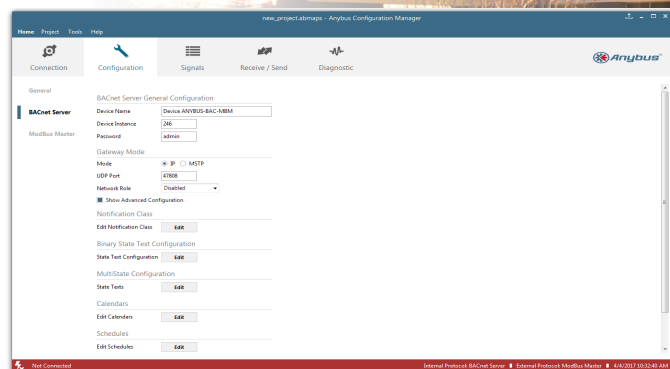 new_project.abmaps - Anybus Configuration Manager
Home Project Tools Help
Connection Configuration Signals Receive / Send Diagnostic
Anybus®
General
BACnet Server
ModBus Master
BACnet Server General Configuration
Device Name Device ANYBUS-BAC-MBM
Device Instance 246
Password admin
Gateway Mode
Mode IP MSTP
UDP Port 47808
Network Role Disabled
Show Advanced Configuration
Notification Class
Edit Notification Class Edit
Binary State Text Configuration
State Text Configuration Edit
MultiState Configuration
State Texts Edit
Calendars
Edit Calendars Edit
Schedules
Edit Schedules Edit
Not Connected Internal Protocol: BACnet Server External Protocol: ModBus Master 4/4/2017 10:32:40 AM